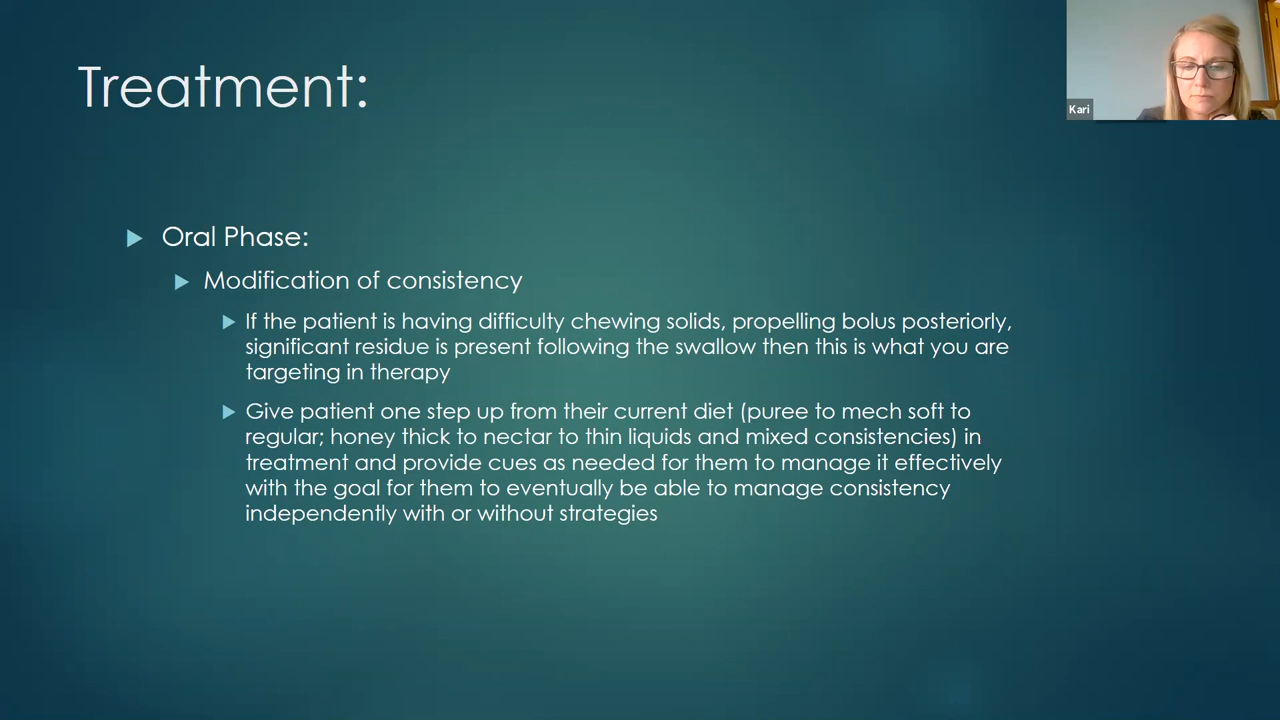 Treatment:
Kari
Oral Phase:
Modification of consistency
If the patient is having difficulty chewing solids, propelling bolus posteriorly,
significant residue is present following the swallow then this is what you are
targeting in therapy
Give patient one step up from their current diet (puree to mech soft to
regular; honey thick to nectar to thin liquids and mixed consistencies) in
treatment and provide cues as needed for them to manage it effectively
with the goal for them to eventually be able to manage consistency
independently with or without strategies